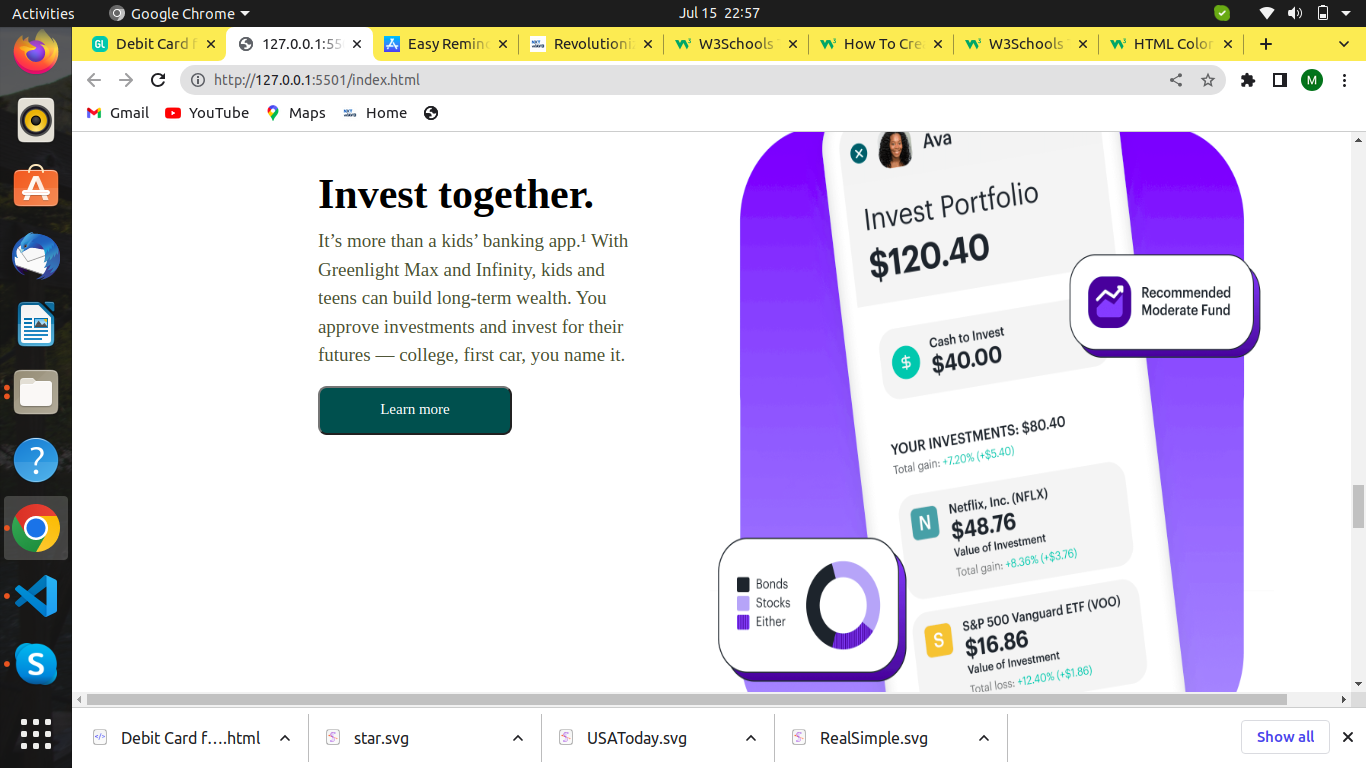 Activities
Google Chrome
Jul 15 22:57
Debit Card f
127.0.0.1:55
Easy Remin
Revolutioni
W3Schools
How To Cre
W3Schools
HTML Color
http://127.0.0.1:5501/index.html
M
Gmail
YouTube
Maps
Home
Invest together.
It’s more than a kids’ banking app.¹ With
Greenlight Max and Infinity, kids and
teens can build long-term wealth. You
approve investments and invest for their
futures — college, first car, you name it.
Learn more
Ava
Invest Portfolio
$120.40
Recommended
Moderate Fund
Cash to Invest
$40.00
YOUR INVESTMENTS: $80.40
Total gain: +7.20% (+$5.40)
N
Netflix, Inc. (NFLX)
$48.76
Value of Investment
Total gain: +8.36% (+$3.76)
Bonds
Stocks
Either
S
S&P 500 Vanguard ETF (VOO)
$16.86
Value of Investment
Total loss: +12.40% (+$1.86)
Debit Card f....html
star.svg
USAToday.svg
RealSimple.svg
Show all